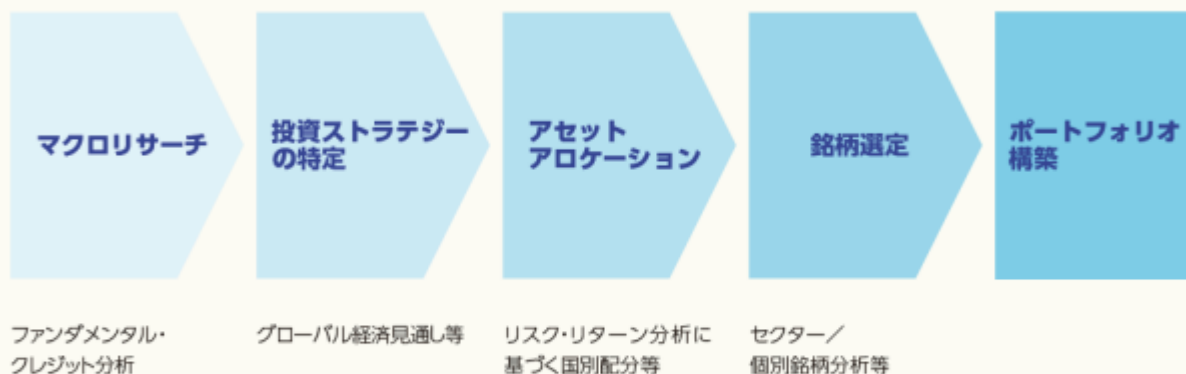 マクロリサーチ
投資ストラテジー
の特定
アセット
アロケーション
銘柄選定
ポートフォリオ
構築
ファンダメンタル・
クレジット分析
グローバル経済見通し等
リスク・リターン分析に
基づく国別配分等
セクター／
個別銘柄分析等